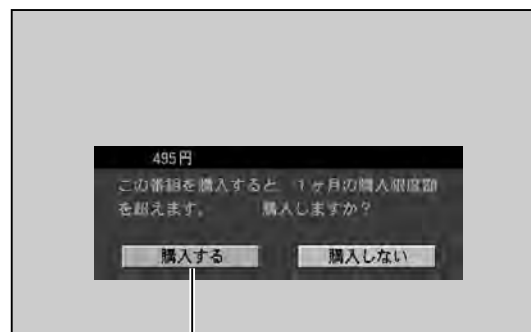 495円
この番組を購入すると 1ヶ月の購入限度額
を超えます。 購入しますか？
購入する 購入しない